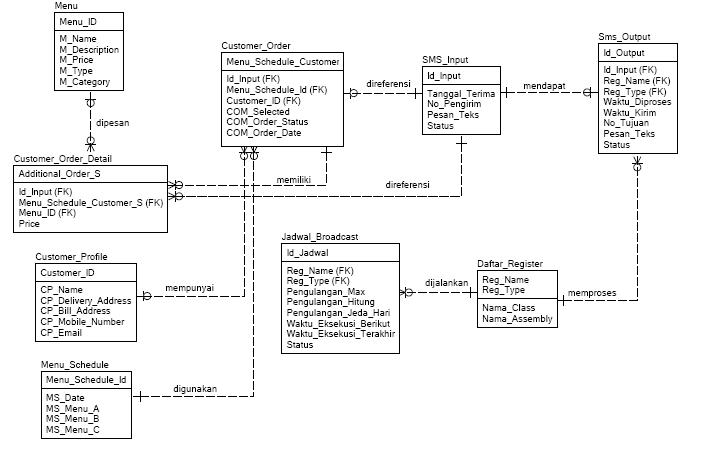 Menu
Menu_ID
M_Name
M_Description
M_Price
M_Type
M_Category
dipesan
Customer_Order
Menu_Schedule_Customer
Id_Input (FK)
Menu_Schedule_Id (FK)
Customer_ID (FK)
COM_Selected
COM_Order_Status
COM_Order_Date
direferensi
SMS_Input
Id_Input
Tanggal_Terima
No_Pengirim
Pesan_Teks
Status
mendapat
Sms_Output
Id_Output
Id_Input (FK)
Reg_Name (FK)
Reg_Type (FK)
Waktu_Diproses
Waktu_Kirim
No_Tujuan
Pesan_Teks
Status
Customer_Order_Detail
Additional_Order_S
Id_Input (FK)
Menu_Schedule_Customer_S (FK)
Menu_ID (FK)
Price
memiliki
direferensi
Customer_Profile
Customer_ID
CP_Name
CP_Delivery_Address
CP_Bill_Address
CP_Mobile_Number
CP_Email
mempunyai
Jadwal_Broadcast
Id_Jadwal
Reg_Name (FK)
Reg_Type (FK)
Pengulangan_Max
Pengulangan_Hitung
Pengulangan_Jeda_Hari
Waktu_Eksekusi_Berikut
Waktu_Eksekusi_Terakhir
Status
dijalankan
Daftar_Register
Reg_Name
Reg_Type
Nama_Class
Nama_Assembly
memproses
Menu_Schedule
Menu_Schedule_Id
MS_Date
MS_Menu_A
MS_Menu_B
MS_Menu_C
digunakan